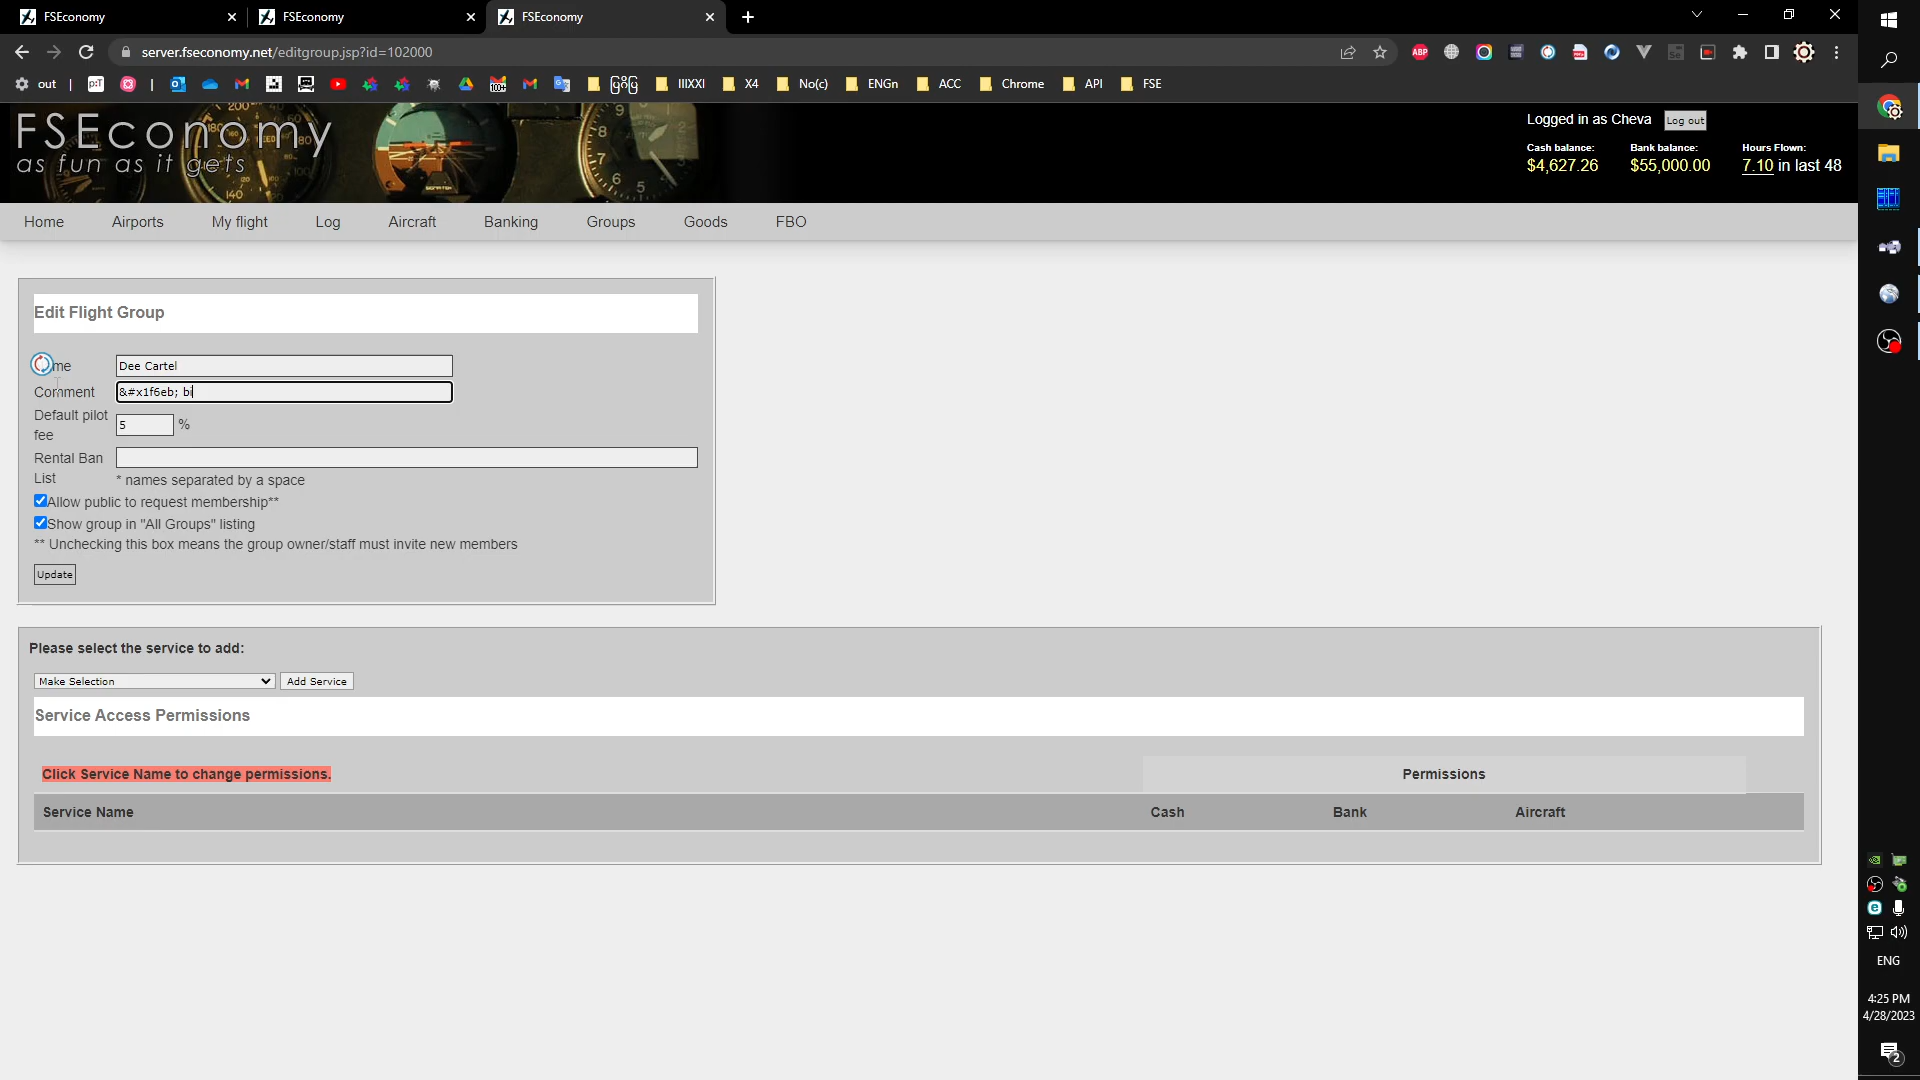 FSEconomy
FSEconomy
FSEconomy
server.fseconomy.net/editgroup.jsp?id=102000
ABP
out | p:T | 100+ IIIXXI X4 No(c) ENGn ACC Chrome API FSE
FSEconomy
as fun as it gets
Logged in as Cheva Log out
Cash balance: Bank balance: Hours Flown:
$4,627.26 $55,000.00 7.10 in last 48
Home Airports My flight Log Aircraft Banking Groups Goods FBO
Edit Flight Group
me Dee Cartel
Comment &#x1f6eb; bi
Default pilot fee 5 %
Rental Ban List
* names separated by a space
Allow public to request membership**
Show group in "All Groups" listing
** Unchecking this box means the group owner/staff must invite new members
Update
Please select the service to add:
Make Selection Add Service
Service Access Permissions
Click Service Name to change permissions. Permissions
Service Name Cash Bank Aircraft
ENG
4:25 PM
4/28/2023
2